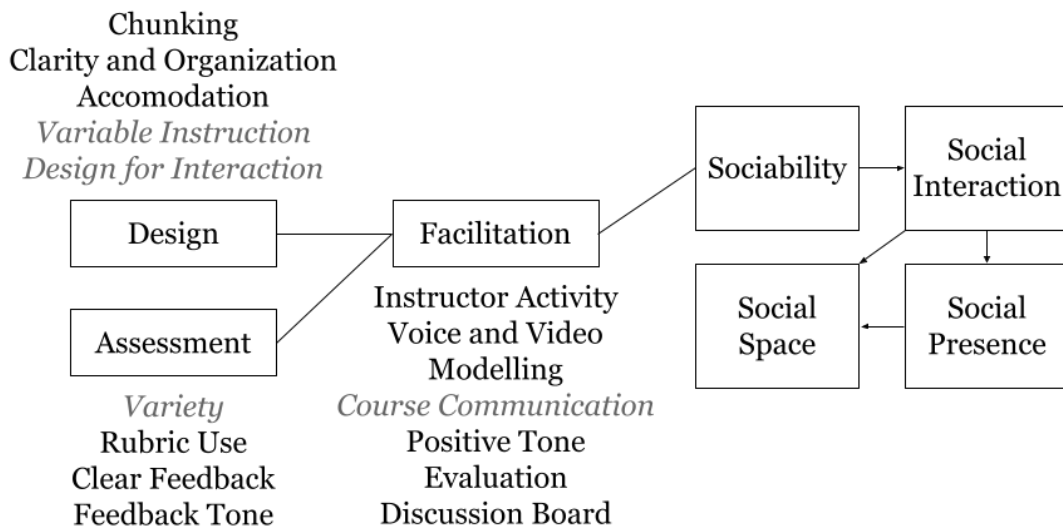 Chunking
Clarity and Organization
Accomodation
Variable Instruction
Design for Interaction
Design
Assessment
Variety
Rubric Use
Clear Feedback
Feedback Tone
Facilitation
Instructor Activity
Voice and Video
Modelling
Course Communication
Positive Tone
Evaluation
Discussion Board
Sociability
Social
Interaction
Social
Space
Social
Presence